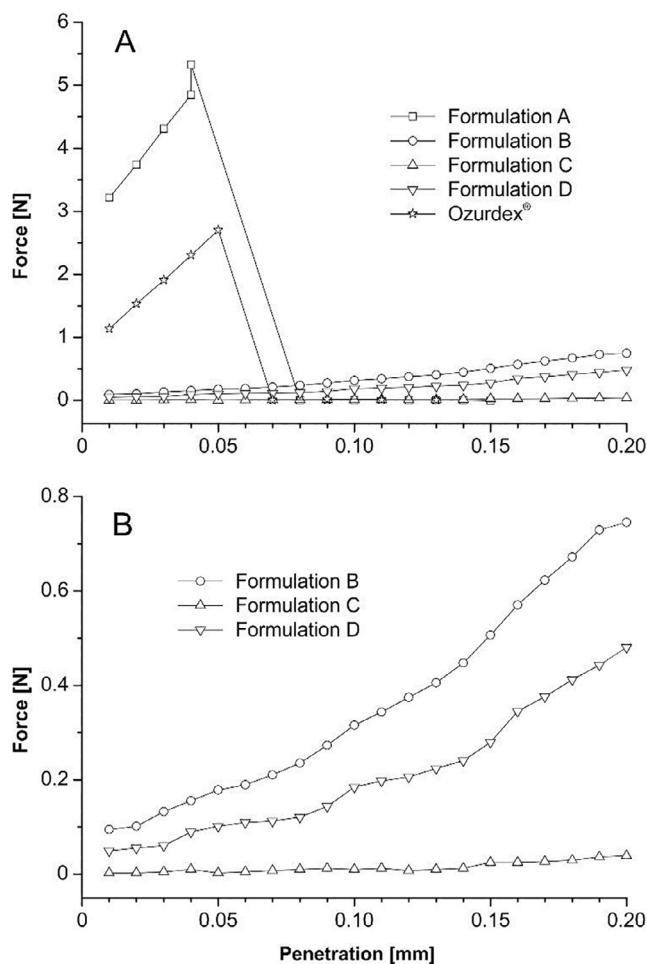 A
Force [N]
6
5
4
3
2
1
0
Formulation A
Formulation B
Formulation C
Formulation D
Ozurdex®
0
0.05
0.10
0.15
0.20
B
Force [N]
0.8
0.6
0.4
0.2
0
Formulation B
Formulation C
Formulation D
0
0.05
0.10
0.15
0.20
Penetration [mm]